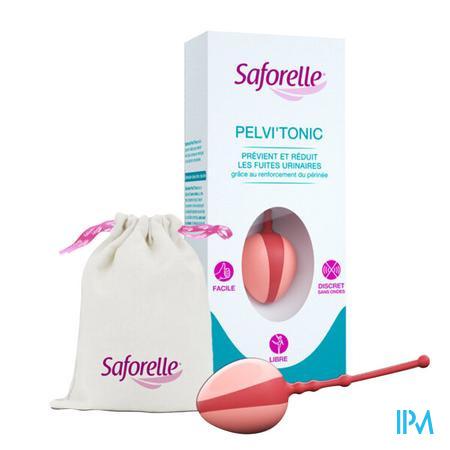 Saforelle
PELVI'TONIC
PRÉVIENT ET RÉDUIT
LES FUITES URINAIRES
grâce au renforcement du périnée
FACILE
DISCRET
SANS ONDES
LIBRE
Saforelle
IPM